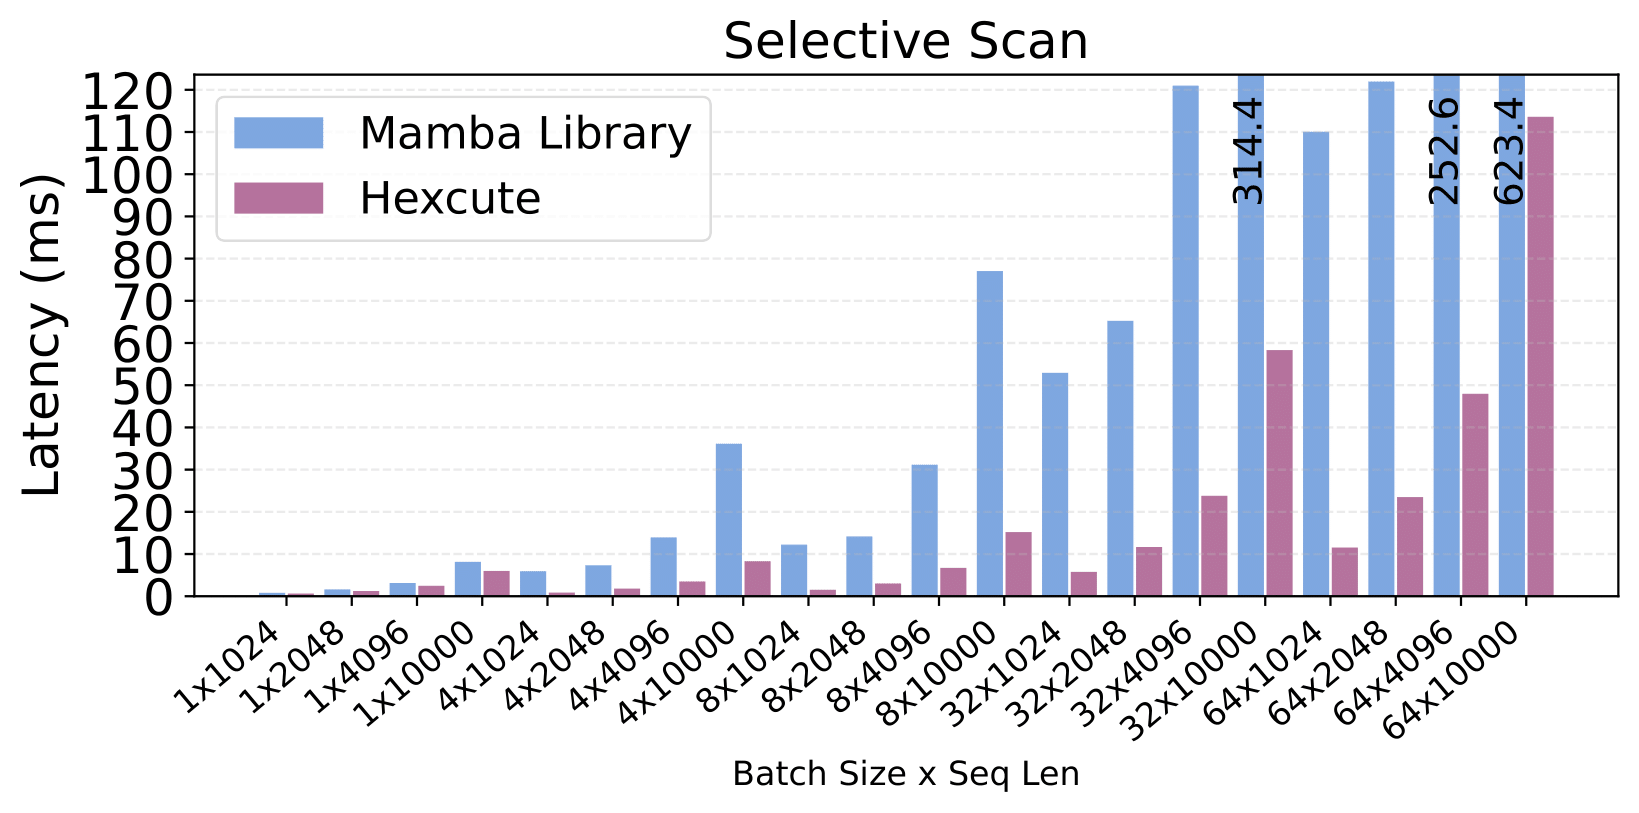 Selective Scan
Latency (ms)
120
110
100
90
80
70
60
50
40
30
20
10
0
Mamba Library
Hexcute
314.4
252.6
623.4
1x1024
1x2048
1x4096
1x10000
4x1024
4x2048
4x4096
4x10000
8x1024
8x2048
8x4096
8x10000
32x1024
32x2048
32x4096
32x10000
64x1024
64x2048
64x4096
64x10000
Batch Size x Seq Len